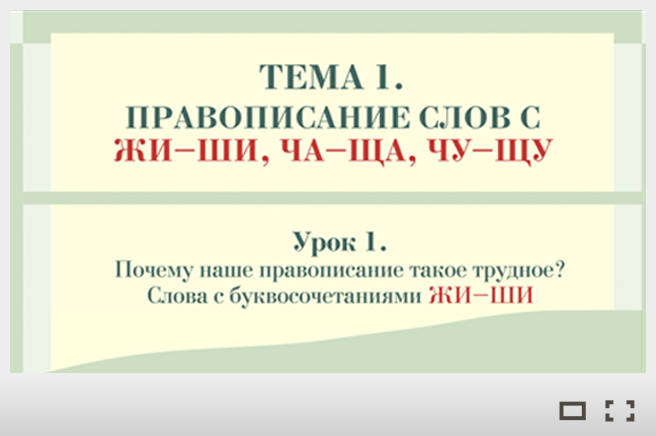 ТЕМА 1.
ПРАВОПИСАНИЕ СЛОВ С
ЖИ–ШИ, ЧА–ЩА, ЧУ–ЩУ
Урок 1.
Почему наше правописание такое трудное?
Слова с буквосочетаниями ЖИ–ШИ